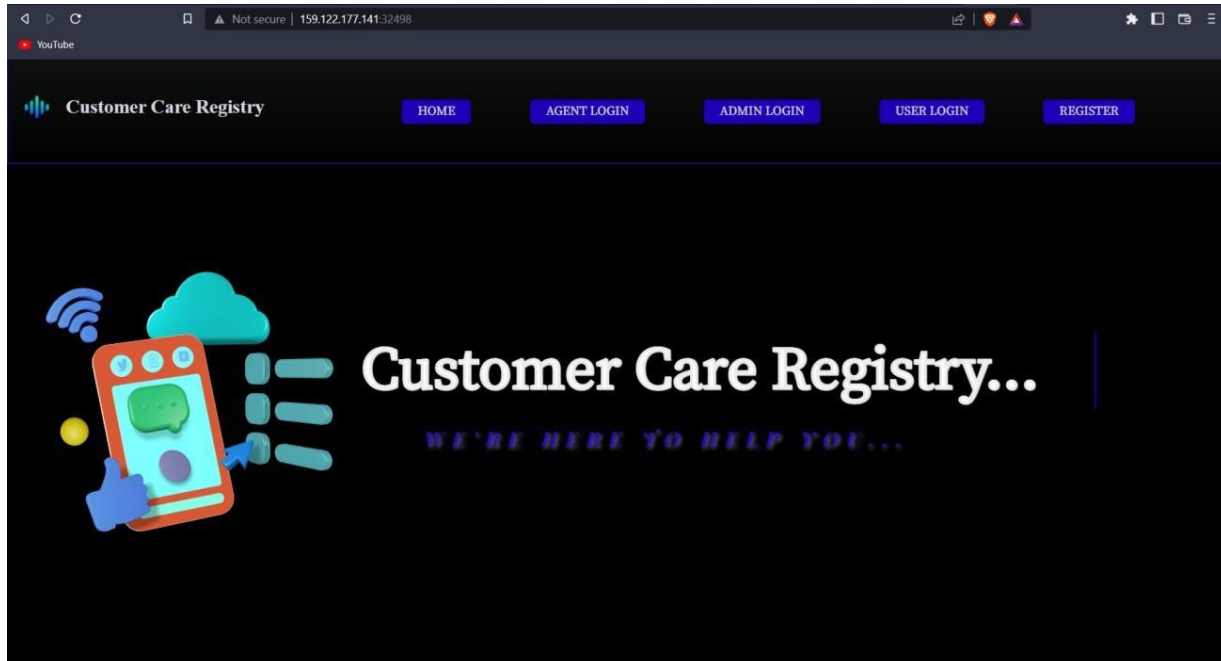 Not secure | 159.122.177.141:32498
YouTube
Customer Care Registry
HOME
AGENT LOGIN
ADMIN LOGIN
USER LOGIN
REGISTER
Customer Care Registry...
WE'RE HERE TO HELP YOU...